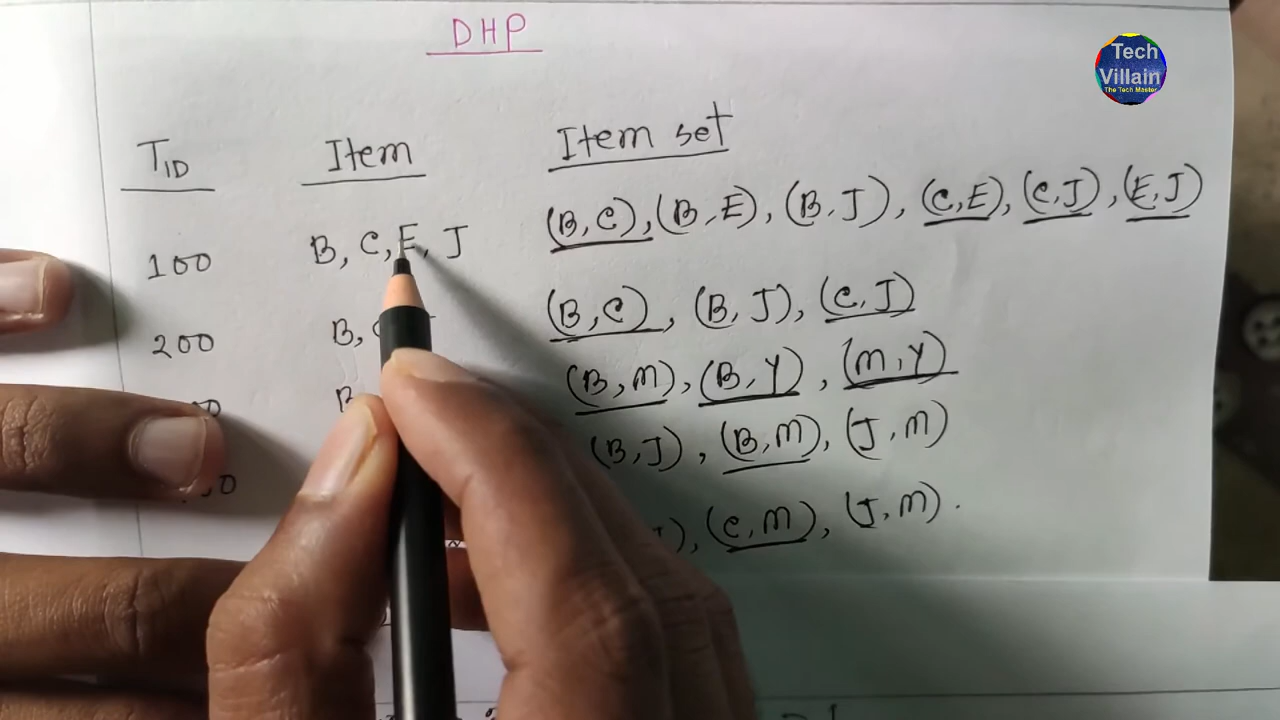 DHP
Tech
Villain
The Tech Master
TID Item Item set
100 B, C, E, J (B, C), (B, E), (B, J), (C, E), (C, J), (E, J)
200 B, (B, C), (B, J), (C, J)
B (B, M), (B, Y), (M, Y)
(B, J), (B, M), (J, M)
), (C, M), (J, M).